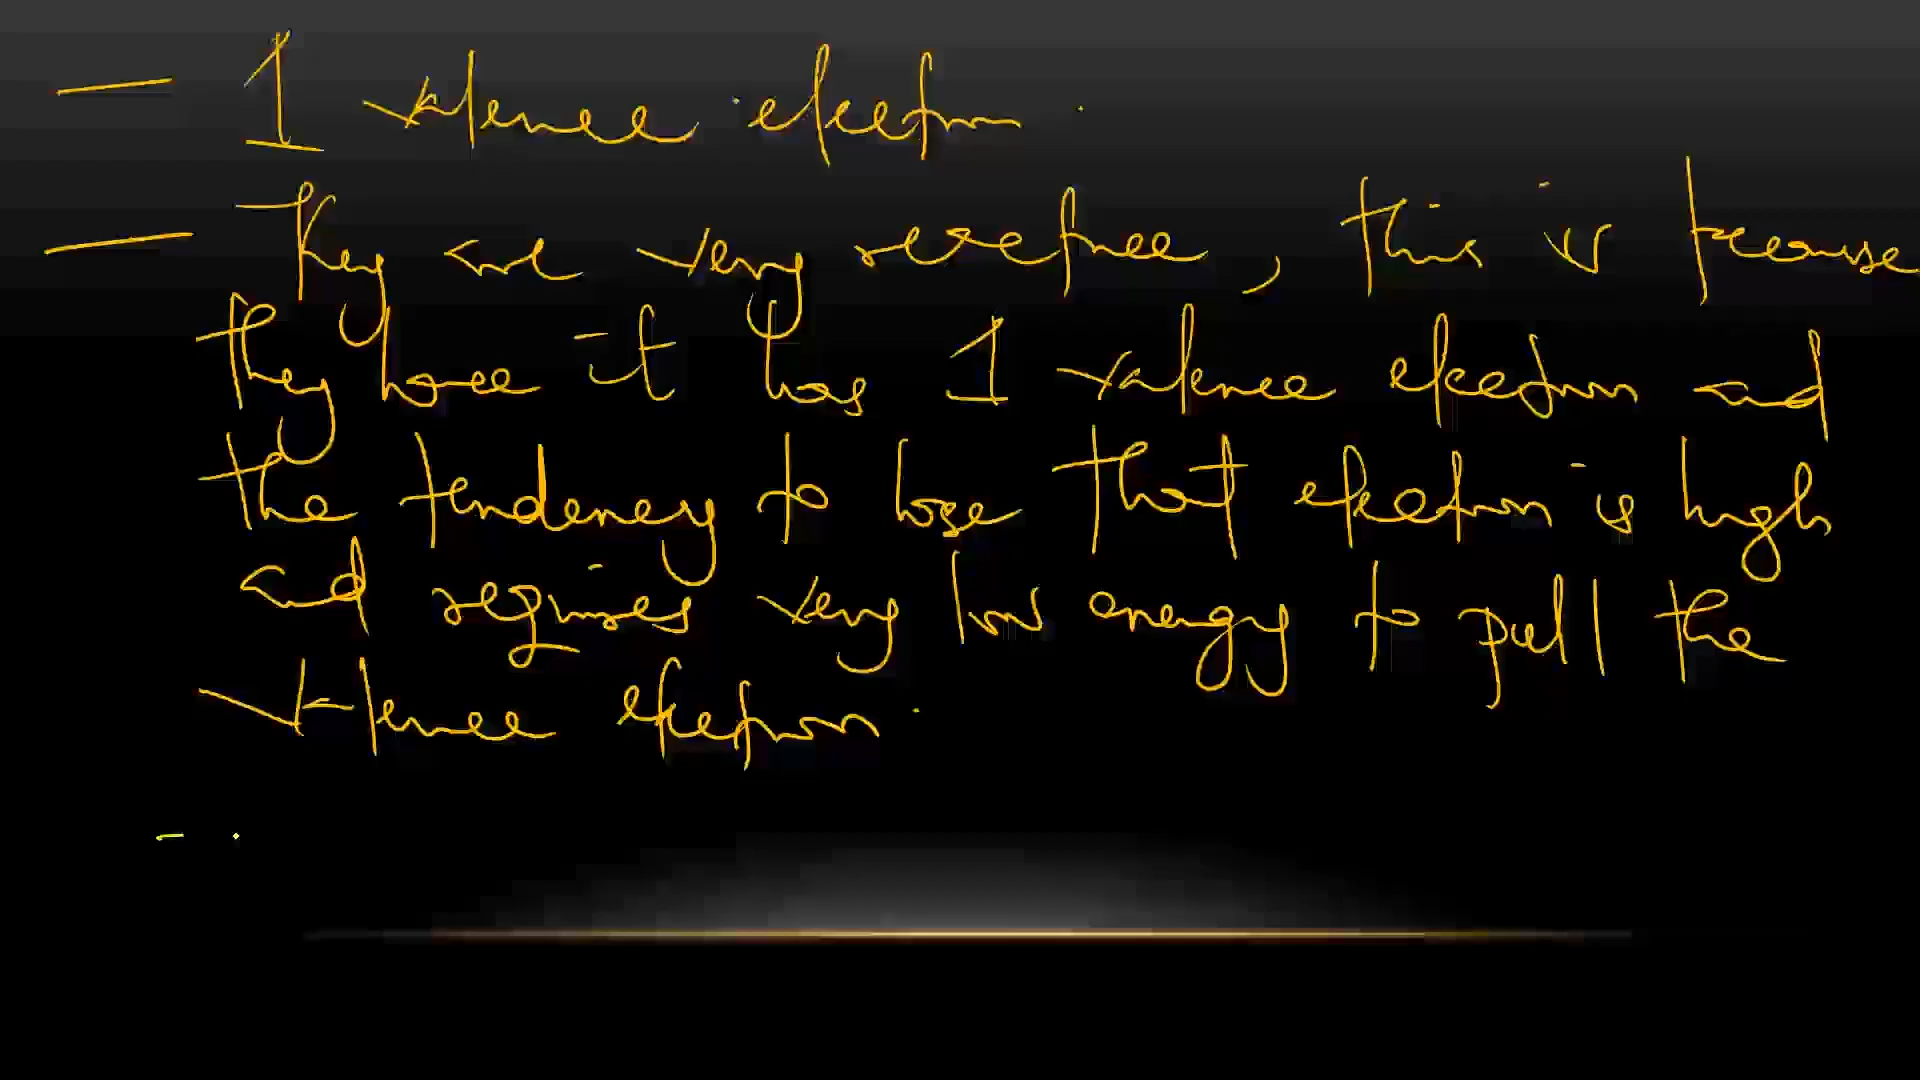 — 1 valence electron.
— They are very reactive, this is because
they have it has 1 valence electron and
the tendency to lose that electron is high
and requires very low energy to pull the
valence electron.
-